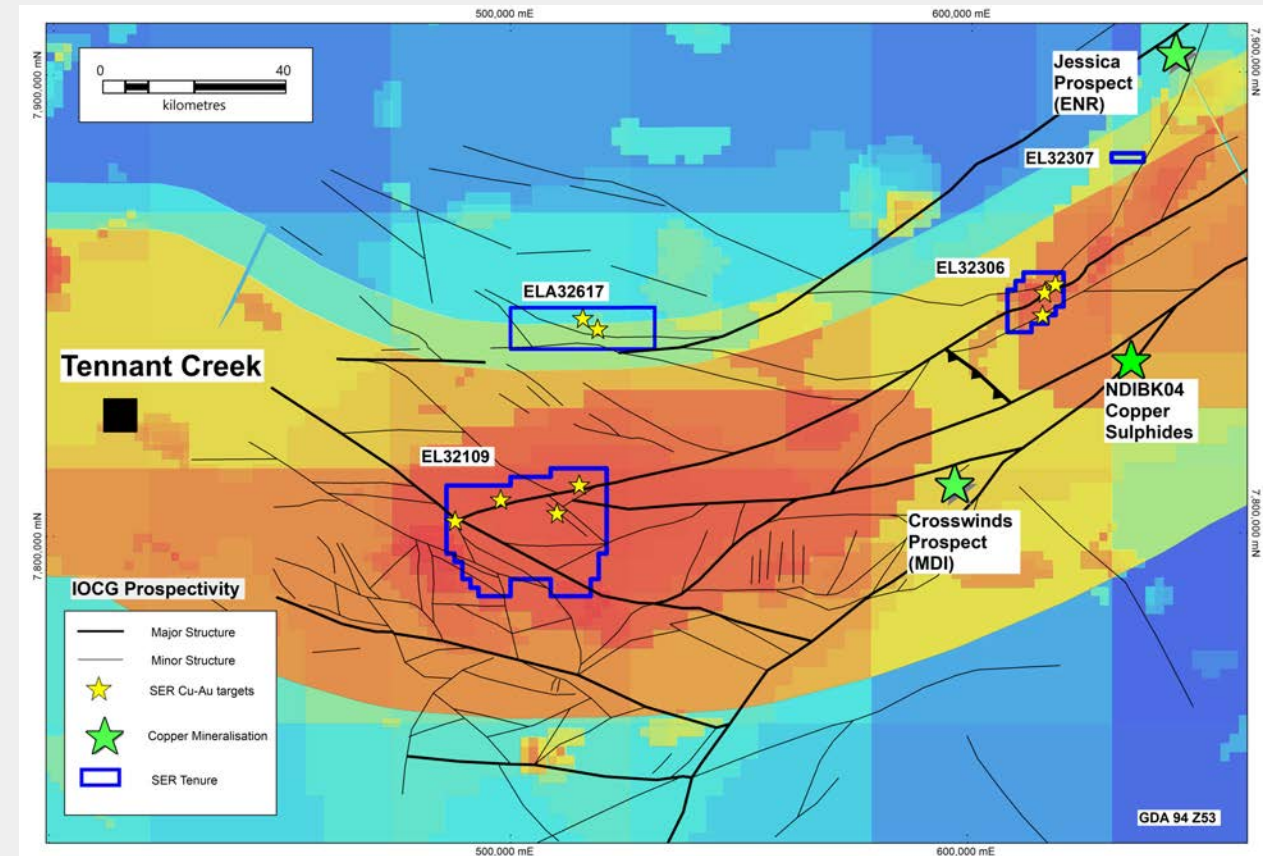 500,000 mE
600,000 mE
0
40
kilometres
7,900,000 mN
7,900,000 mN
Jessica
Prospect
(ENR)
EL32307
EL32306
ELA32617
Tennant Creek
NDIBK04
Copper
Sulphides
EL32109
Crosswinds
Prospect
(MDI)
7,800,000 mN
7,800,000 mN
IOCG Prospectivity
Major Structure
Minor Structure
SER Cu-Au targets
Copper Mineralisation
SER Tenure
GDA 94 Z53
500,000 mE
600,000 mE